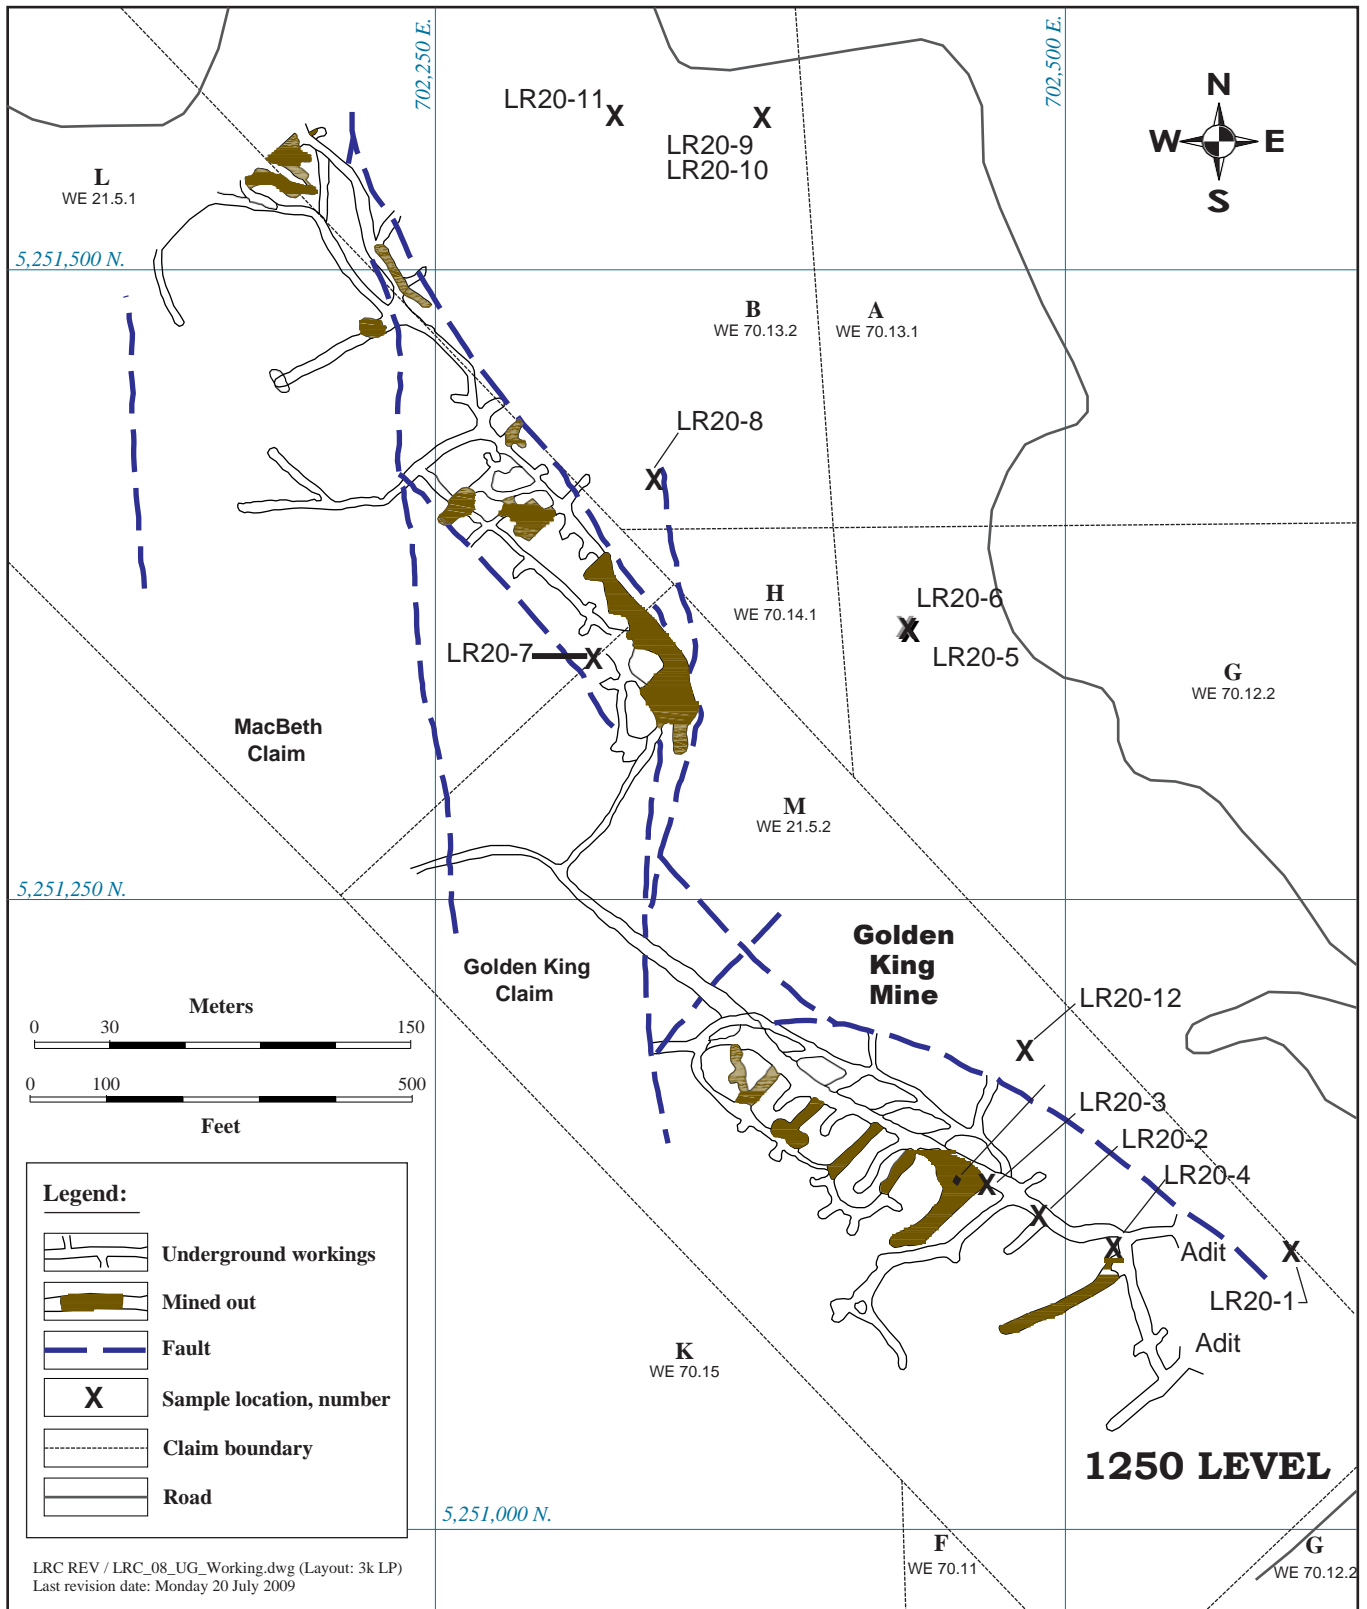 702,250 E.
702,500 E.
N
W
E
S
LR20-11
X
X
LR20-9
LR20-10
L
WE 21.5.1
5,251,500 N.
B
WE 70.13.2
A
WE 70.13.1
LR20-8
X
H
WE 70.14.1
LR20-6
X
LR20-5
LR20-7
X
G
WE 70.12.2
MacBeth
Claim
M
WE 21.5.2
5,251,250 N.
Golden King
Claim
Golden
King
Mine
LR20-12
X
Meters
0 30 150
0 100 500
Feet
LR20-3
X
LR20-2
X
LR20-4
X
Adit
X
LR20-1
Adit
K
WE 70.15
Legend:
Underground workings
Mined out
Fault
X Sample location, number
Claim boundary
Road
1250 LEVEL
5,251,000 N.
F
WE 70.11
G
WE 70.12.2
LRC REV / LRC_08_UG_Working.dwg (Layout: 3k LP)
Last revision date: Monday 20 July 2009